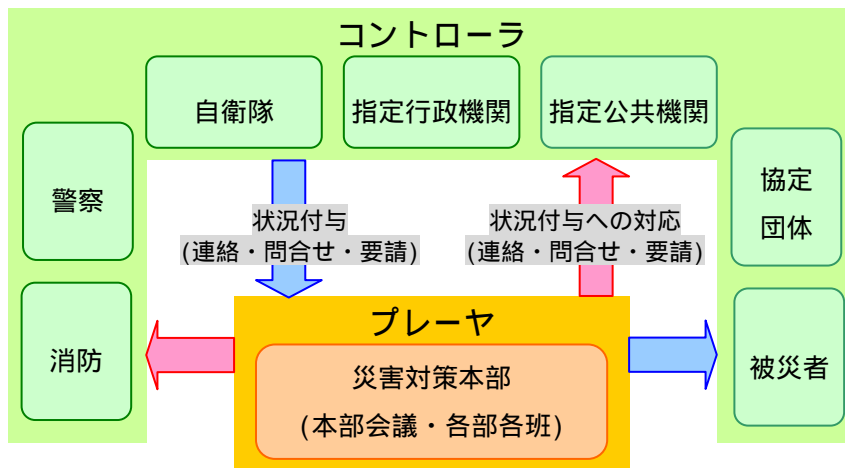 コントローラ
自衛隊
指定行政機関
指定公共機関
警察
協定
団体
状況付与
(連絡・問合せ・要請)
状況付与への対応
(連絡・問合せ・要請)
消防
プレーヤ
災害対策本部
(本部会議・各部各班)
被災者